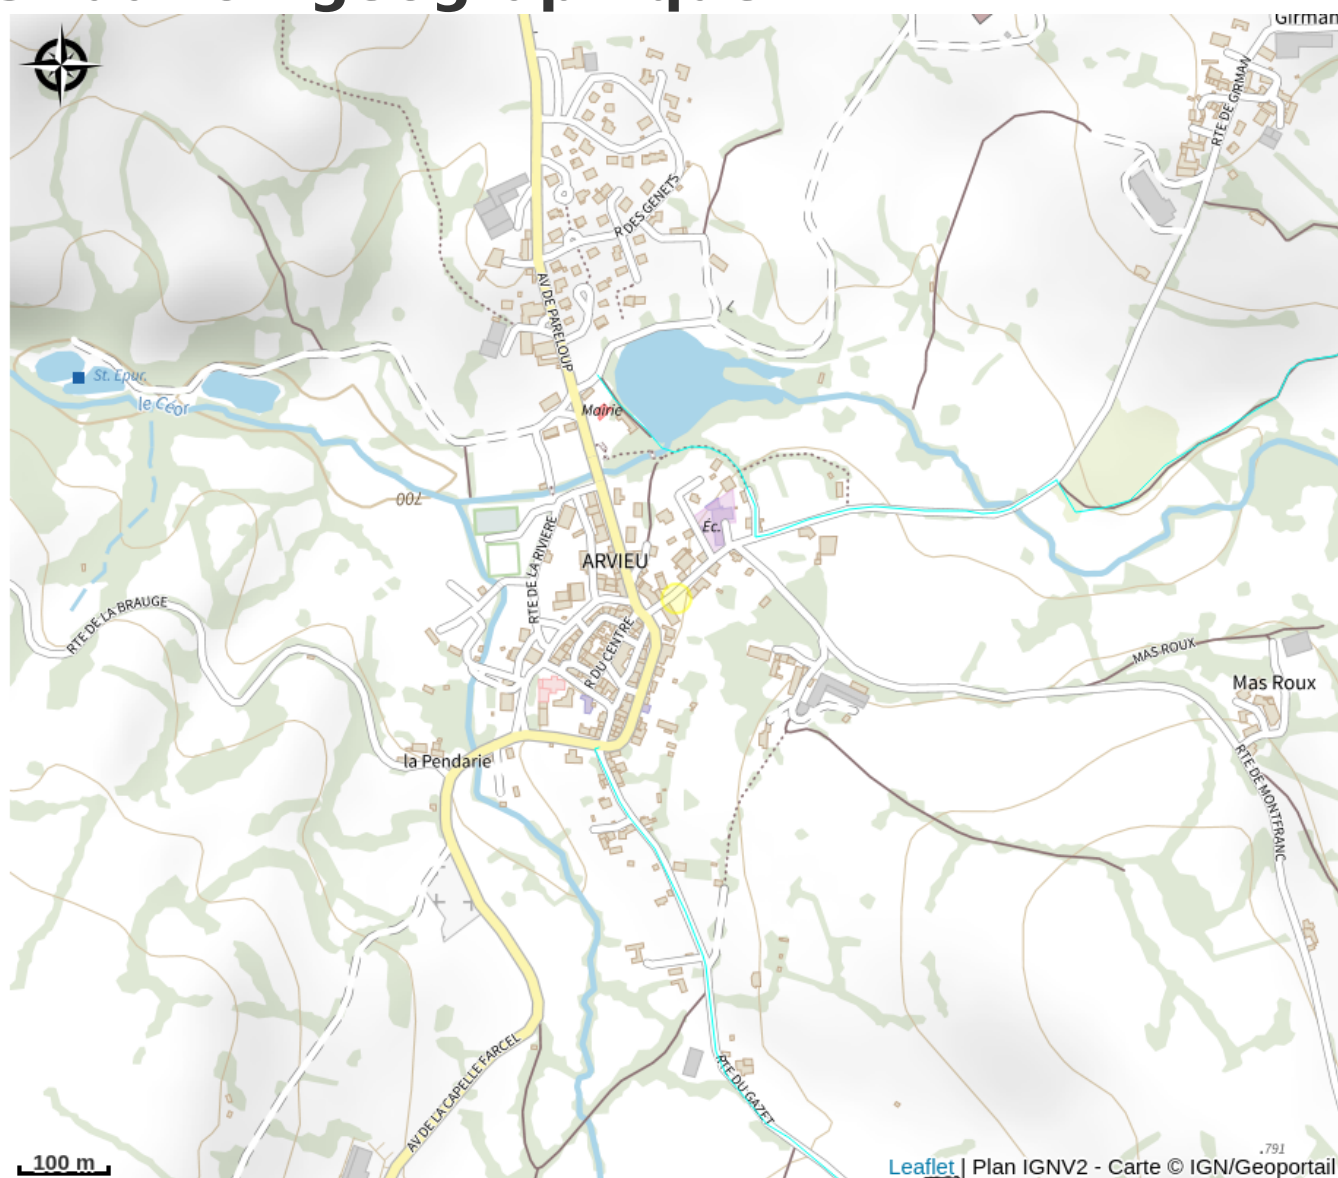 Girman
RTE DE GIRMAN
R DES GENETS
AV DE PARELOUP
St. Epur.
le Céor
Mairie
700
Éc.
ARVIEU
RTE DE LA RIVIERE
RTE DE LA BRAUGE
R DU CENTRE
MAS ROUX
Mas Roux
la Pendarie
RTE DE MONTFRANC
AV DE LA CAPELLE FARCEL
RTE DU GAZET
791
100 m
Leaflet | Plan IGNV2 - Carte © IGN/Geoportail